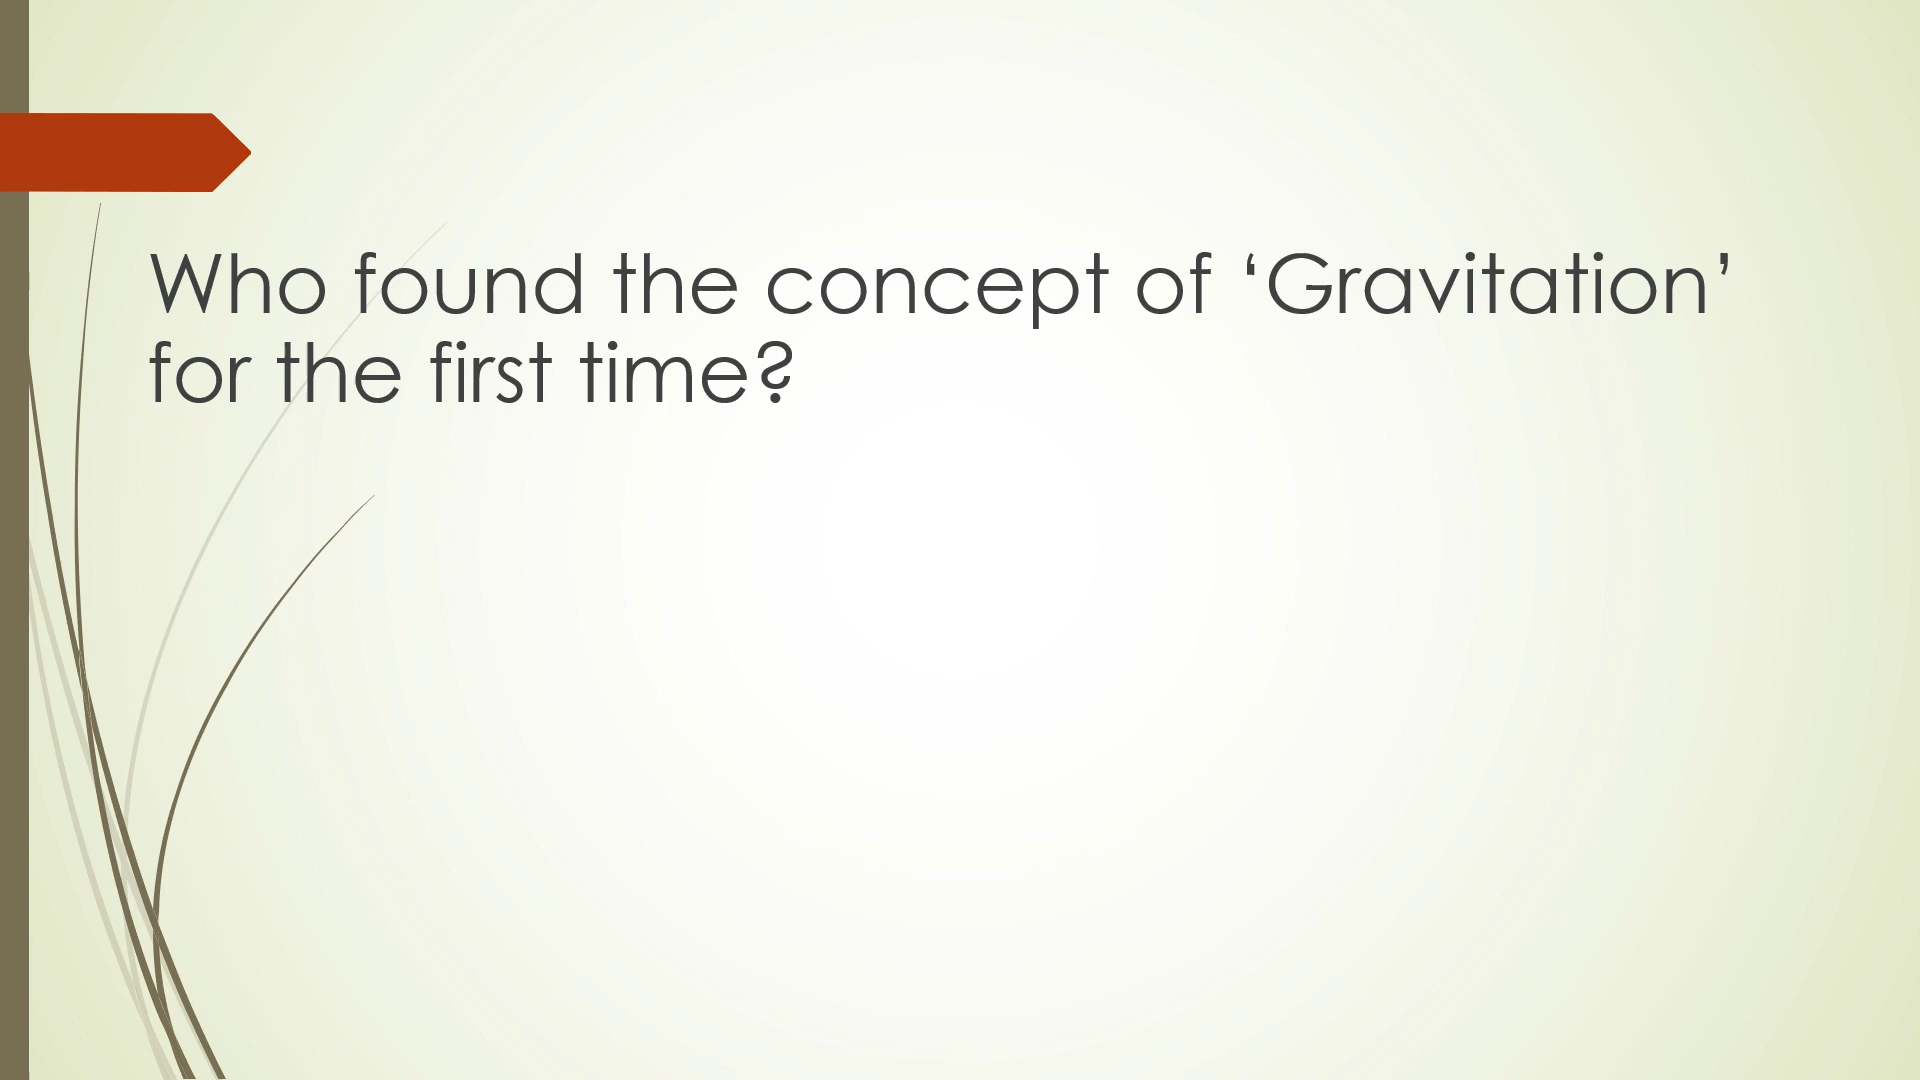 Who found the concept of ‘Gravitation’
for the first time?